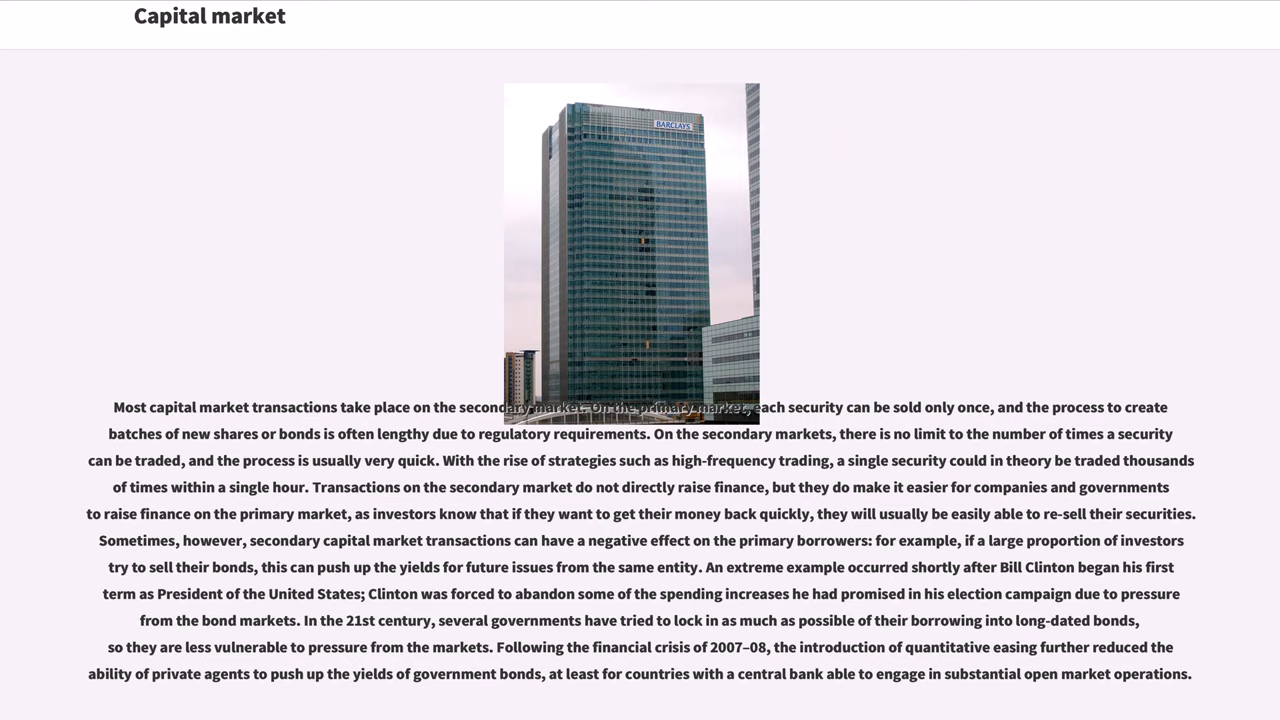 Capital market
BARCLAYS
Most capital market transactions take place on the secondary market. On the primary market, each security can be sold only once, and the process to create
batches of new shares or bonds is often lengthy due to regulatory requirements. On the secondary markets, there is no limit to the number of times a security
can be traded, and the process is usually very quick. With the rise of strategies such as high-frequency trading, a single security could in theory be traded thousands
of times within a single hour. Transactions on the secondary market do not directly raise finance, but they do make it easier for companies and governments
to raise finance on the primary market, as investors know that if they want to get their money back quickly, they will usually be easily able to re-sell their securities.
Sometimes, however, secondary capital market transactions can have a negative effect on the primary borrowers: for example, if a large proportion of investors
try to sell their bonds, this can push up the yields for future issues from the same entity. An extreme example occurred shortly after Bill Clinton began his first
term as President of the United States; Clinton was forced to abandon some of the spending increases he had promised in his election campaign due to pressure
from the bond markets. In the 21st century, several governments have tried to lock in as much as possible of their borrowing into long-dated bonds,
so they are less vulnerable to pressure from the markets. Following the financial crisis of 2007–08, the introduction of quantitative easing further reduced the
ability of private agents to push up the yields of government bonds, at least for countries with a central bank able to engage in substantial open market operations.